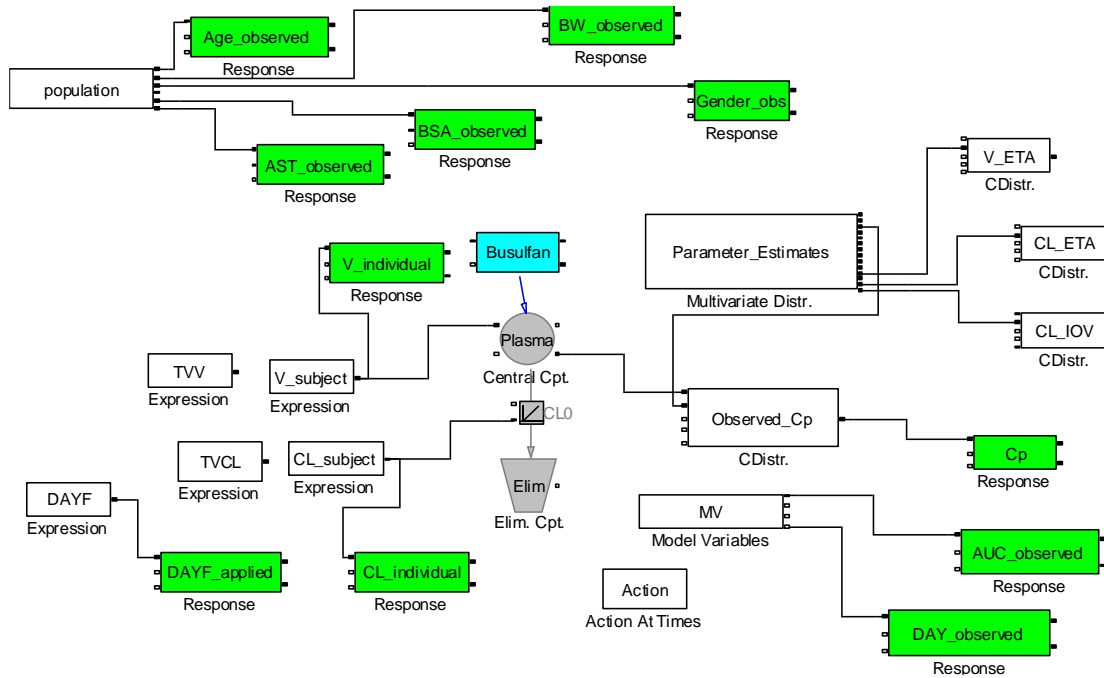 BW_observed
Response
Age_observed
Response
population
Gender_obs
Response
BSA_observed
Response
AST_observed
Response
V_ETA
CDistr.
Parameter_Estimates
Multivariate Distr.
CL_ETA
CDistr.
CL_IOV
CDistr.
V_individual
Response
Busulfan
Plasma
Central Cpt.
TVV
Expression
V_subject
Expression
CL0
Observed_Cp
CDistr.
Cp
Response
TVCL
Expression
CL_subject
Expression
Elim
Elim. Cpt.
DAYF
Expression
MV
Model Variables
AUC_observed
Response
DAYF_applied
Response
CL_individual
Response
Action
Action At Times
DAY_observed
Response